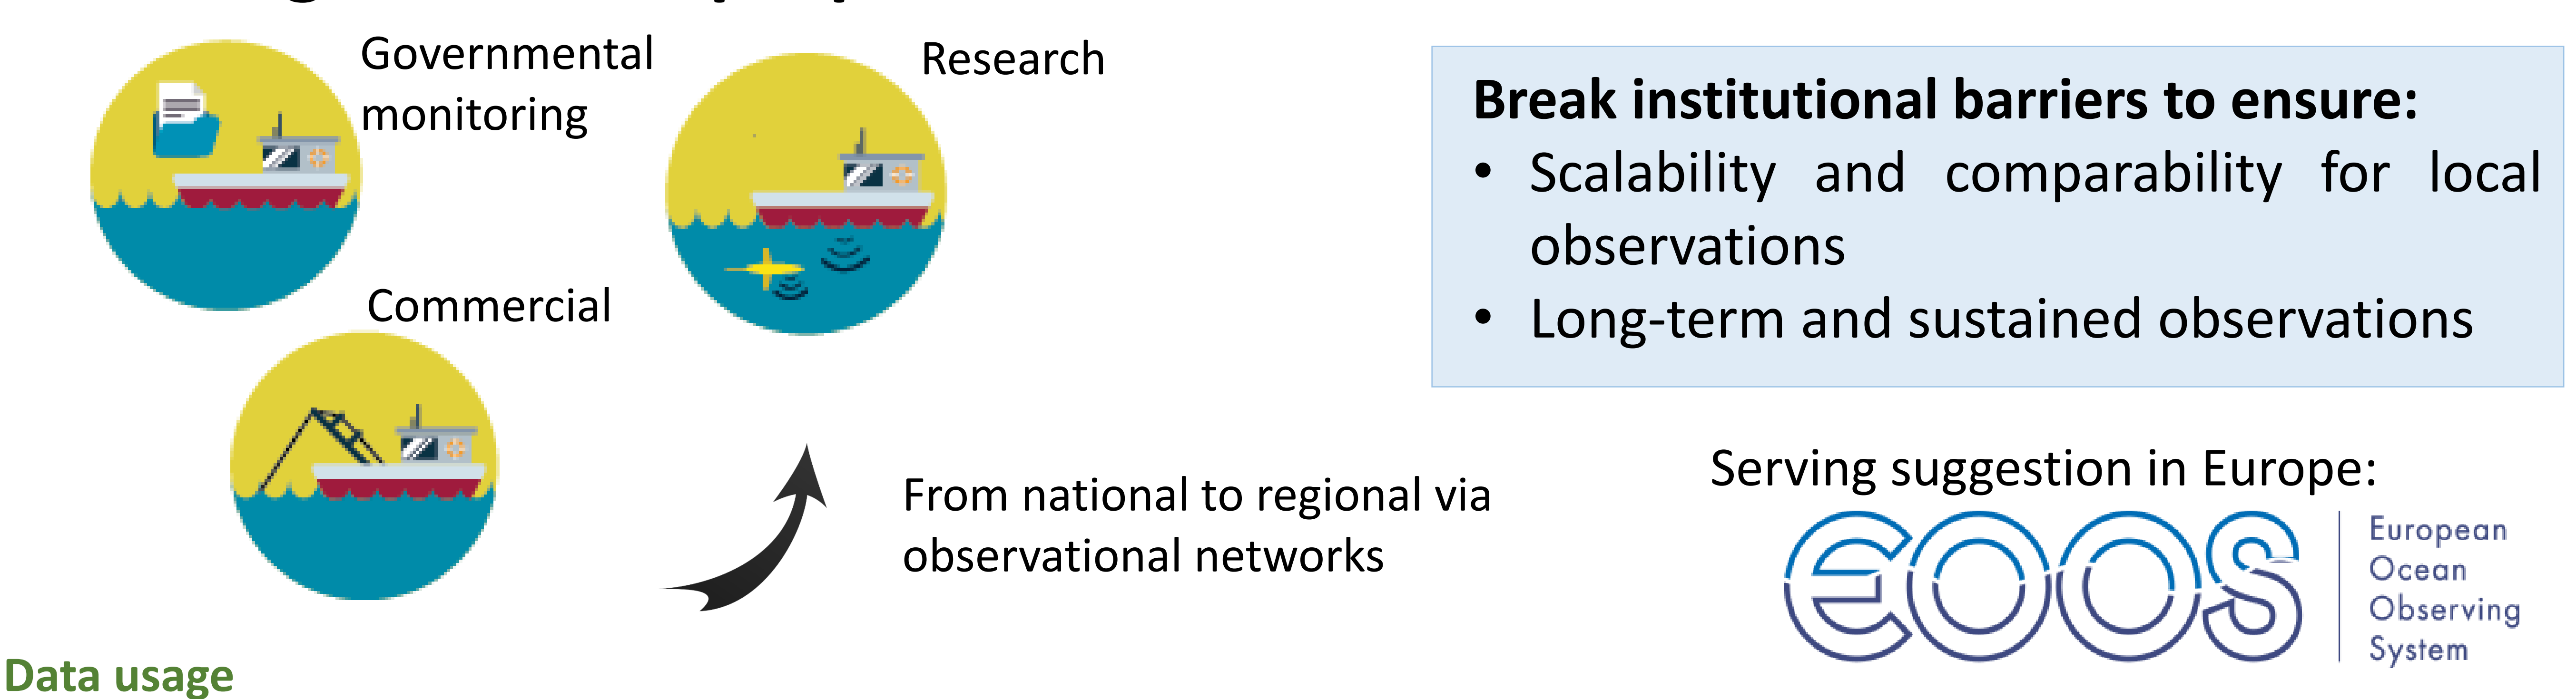 Governmental
monitoring
Research
Commercial
Break institutional barriers to ensure:
• Scalability and comparability for local
observations
• Long-term and sustained observations
From national to regional via
observational networks
Serving suggestion in Europe:
EOOS
European
Ocean
Observing
System
Data usage